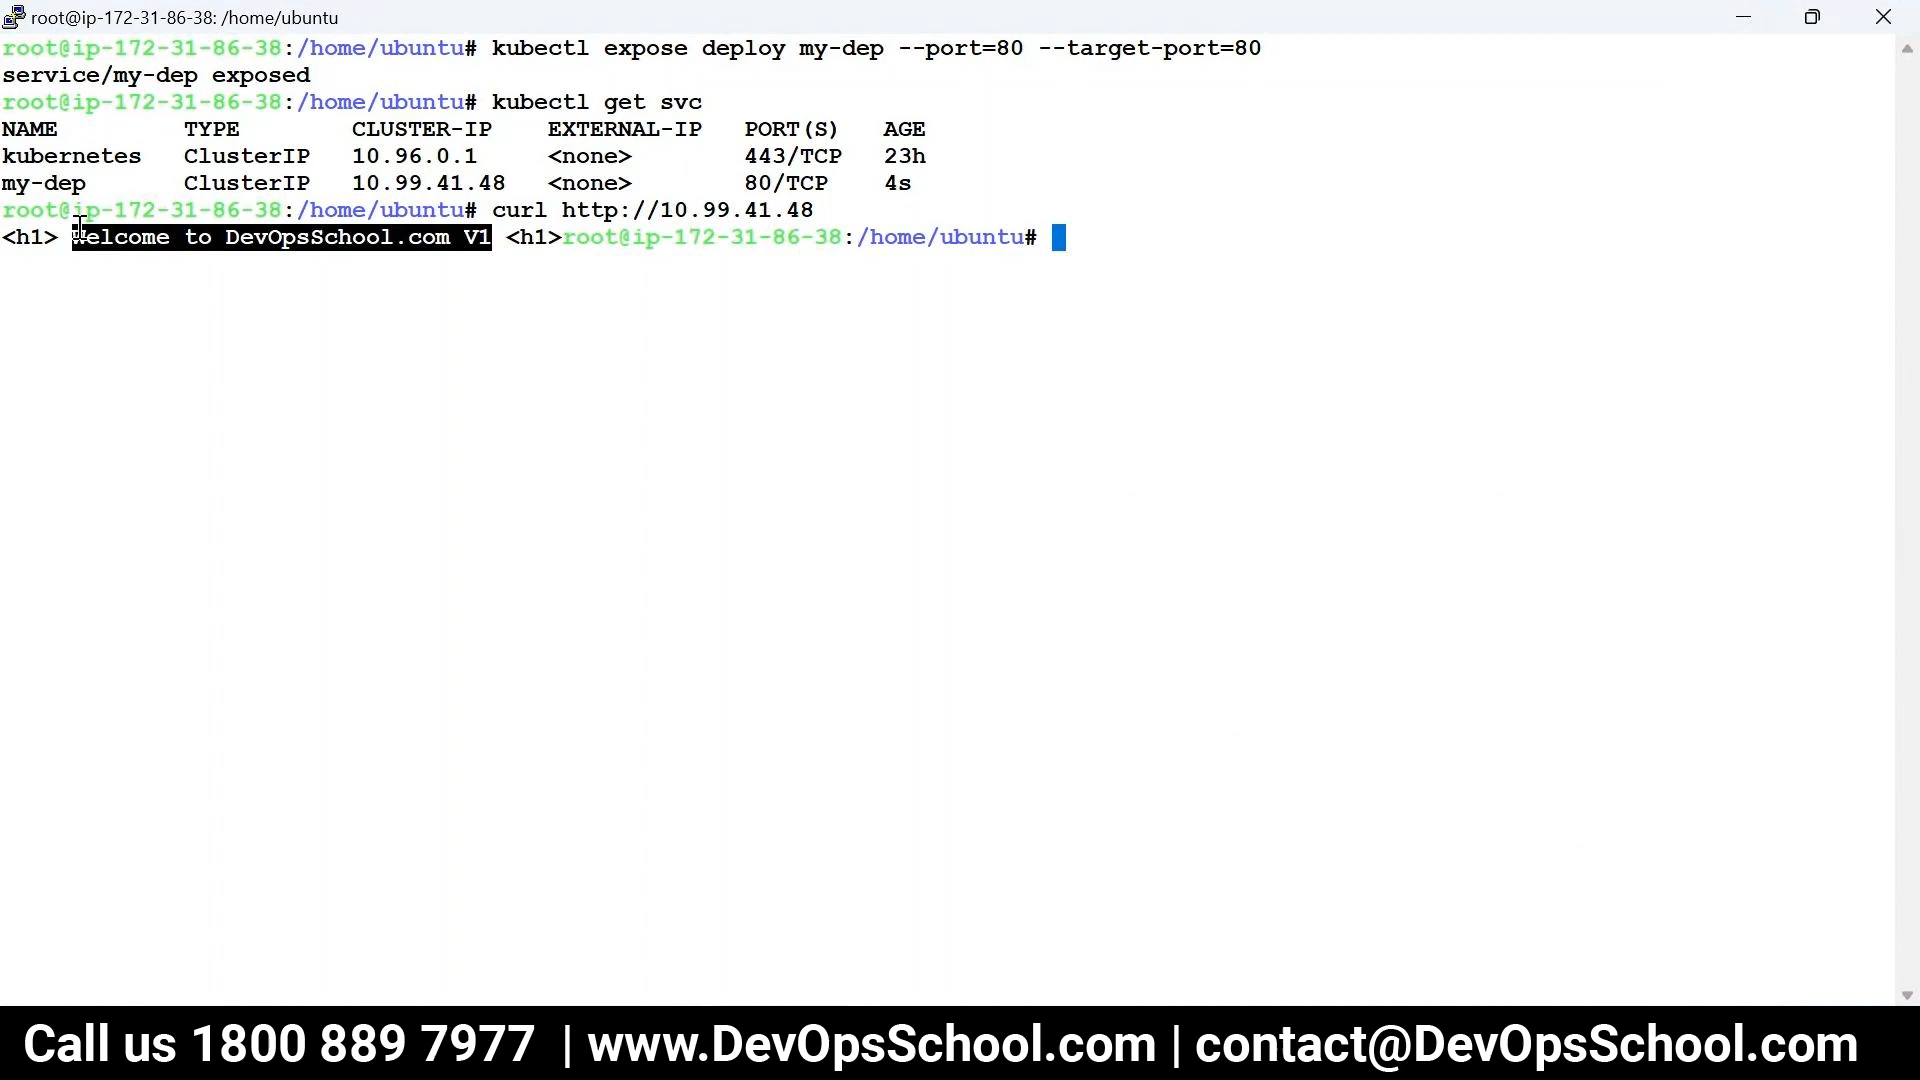 root@ip-172-31-86-38: /home/ubuntu
root@ip-172-31-86-38:/home/ubuntu# kubectl expose deploy my-dep --port=80 --target-port=80
service/my-dep exposed
root@ip-172-31-86-38:/home/ubuntu# kubectl get svc
NAME TYPE CLUSTER-IP EXTERNAL-IP PORT(S) AGE
kubernetes ClusterIP 10.96.0.1 <none> 443/TCP 23h
my-dep ClusterIP 10.99.41.48 <none> 80/TCP 4s
root@ip-172-31-86-38:/home/ubuntu# curl http://10.99.41.48
<h1> Welcome to DevOpsSchool.com V1 <h1>root@ip-172-31-86-38:/home/ubuntu#
Call us 1800 889 7977 | www.DevOpsSchool.com | contact@DevOpsSchool.com